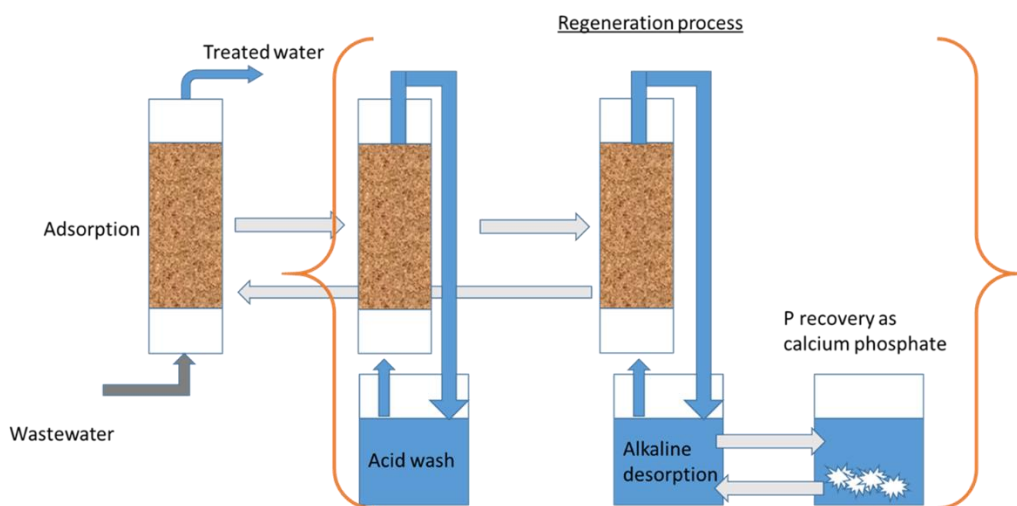 Regeneration process
Treated water
Adsorption
Wastewater
Acid wash
Alkaline
desorption
P recovery as
calcium phosphate